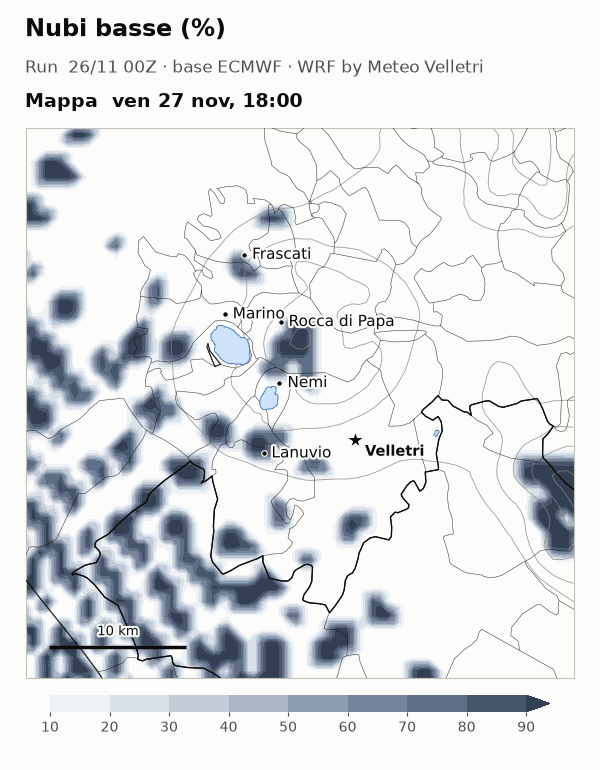 Nubi basse (%)
Run  26/11 00Z · base ECMWF · WRF by Meteo Velletri
Mappa  ven 27 nov, 18:00
Frascati
Marino
Rocca di Papa
Nemi
Velletri
Lanuvio
10 km
10 20 30 40 50 60 70 80 90